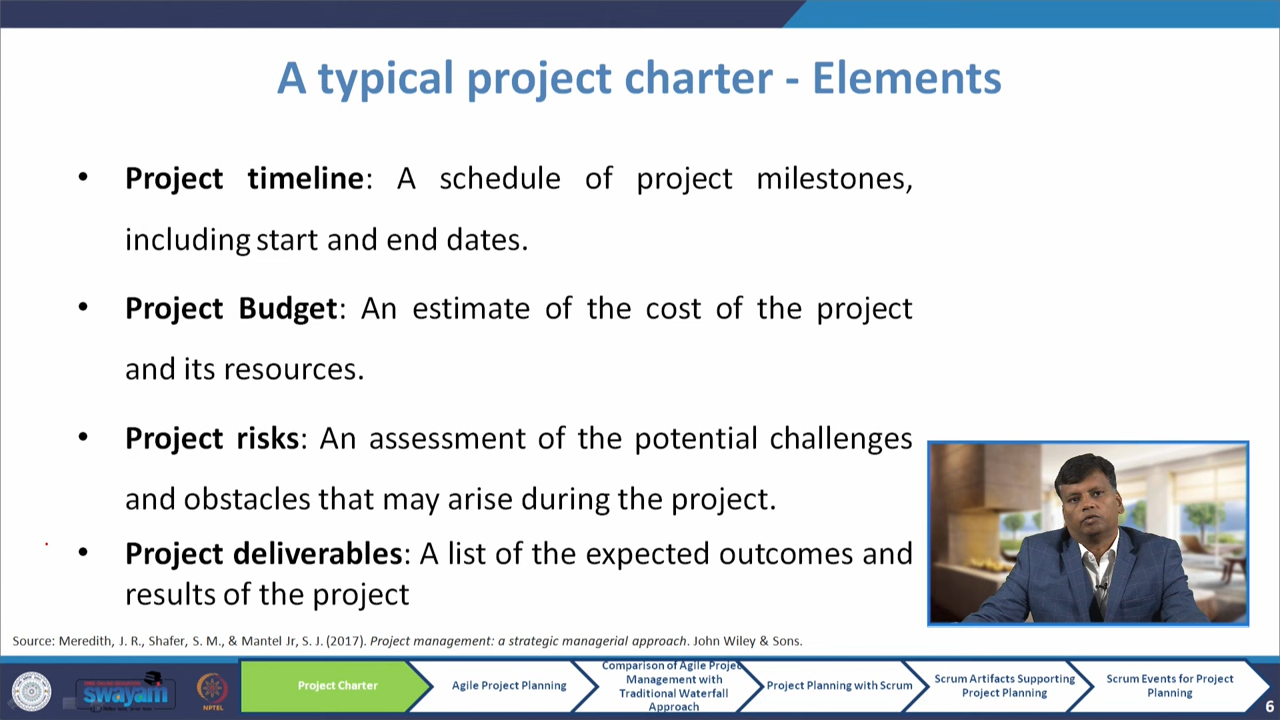 A typical project charter - Elements
• Project timeline: A schedule of project milestones,
including start and end dates.
• Project Budget: An estimate of the cost of the project
and its resources.
• Project risks: An assessment of the potential challenges
and obstacles that may arise during the project.
• Project deliverables: A list of the expected outcomes and
results of the project
Source: Meredith, J. R., Shafer, S. M., & Mantel Jr, S. J. (2017). Project management: a strategic managerial approach. John Wiley & Sons.
swayam
NPTEL
Project Charter
Agile Project Planning
Comparison of Agile Projec
Management with
Traditional Waterfall
Approach
Project Planning with Scrum
Scrum Artifacts Supporting
Project Planning
Scrum Events for Project
Planning
6